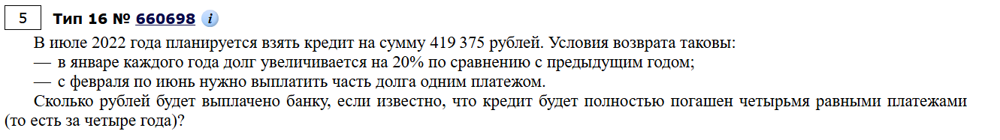 5 Тип 16 № 660698 i
В июле 2022 года планируется взять кредит на сумму 419 375 рублей. Условия возврата таковы:
— в январе каждого года долг увеличивается на 20% по сравнению с предыдущим годом;
— с февраля по июнь нужно выплатить часть долга одним платежом.
Сколько рублей будет выплачено банку, если известно, что кредит будет полностью погашен четырьмя равными платежами
(то есть за четыре года)?